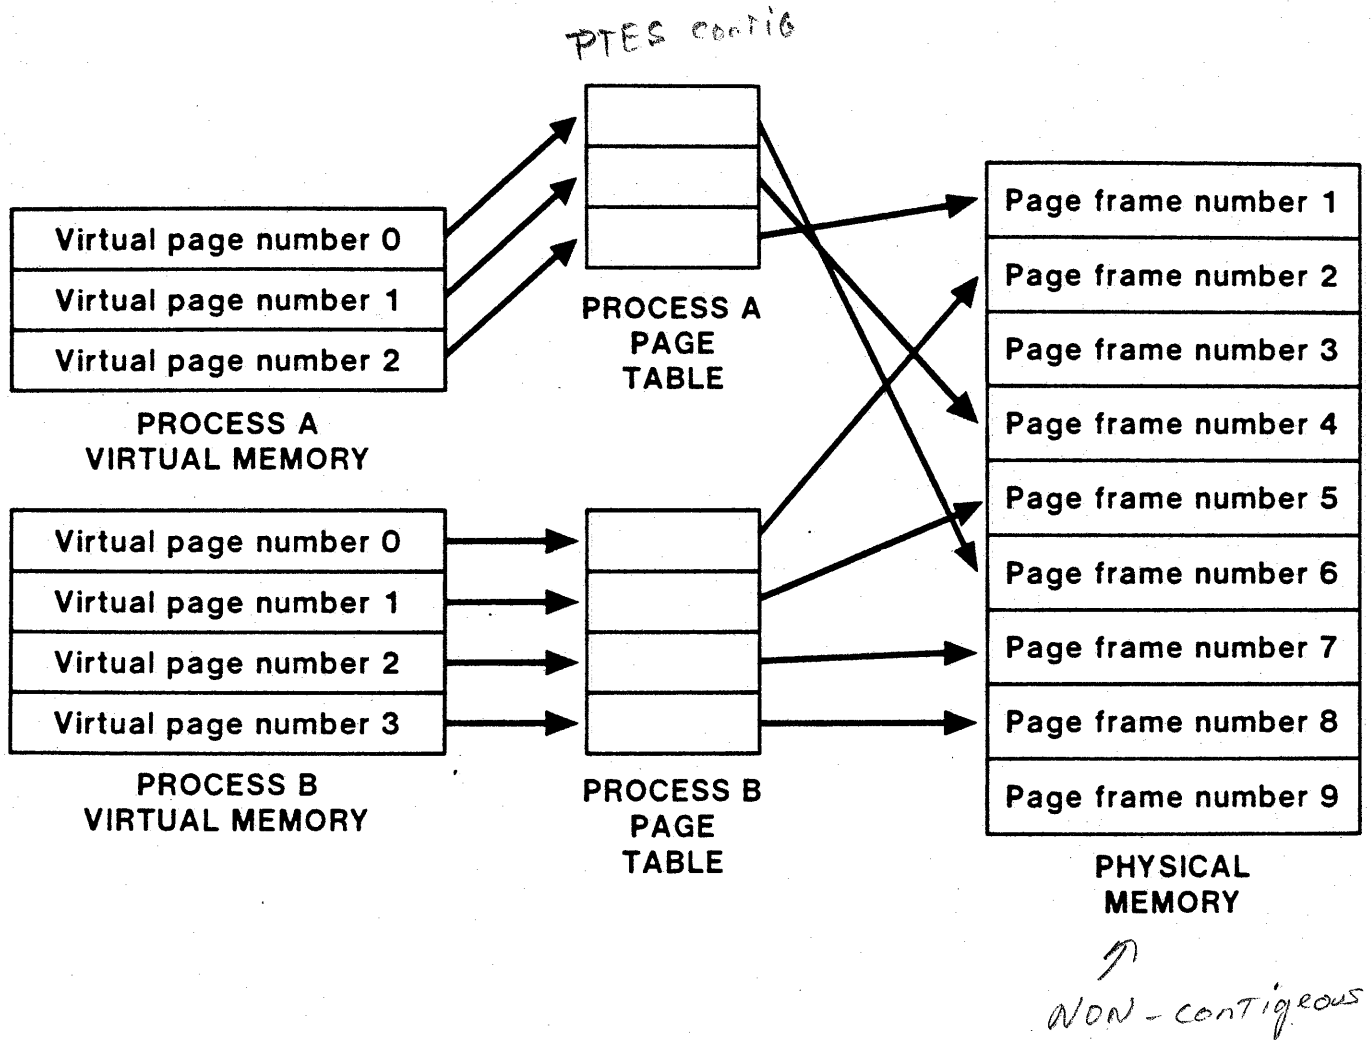 PTES contig
Virtual page number 0
Virtual page number 1
Virtual page number 2
PROCESS A
VIRTUAL MEMORY
PROCESS A
PAGE
TABLE
Virtual page number 0
Virtual page number 1
Virtual page number 2
Virtual page number 3
PROCESS B
VIRTUAL MEMORY
PROCESS B
PAGE
TABLE
Page frame number 1
Page frame number 2
Page frame number 3
Page frame number 4
Page frame number 5
Page frame number 6
Page frame number 7
Page frame number 8
Page frame number 9
PHYSICAL
MEMORY
NON-contigeous